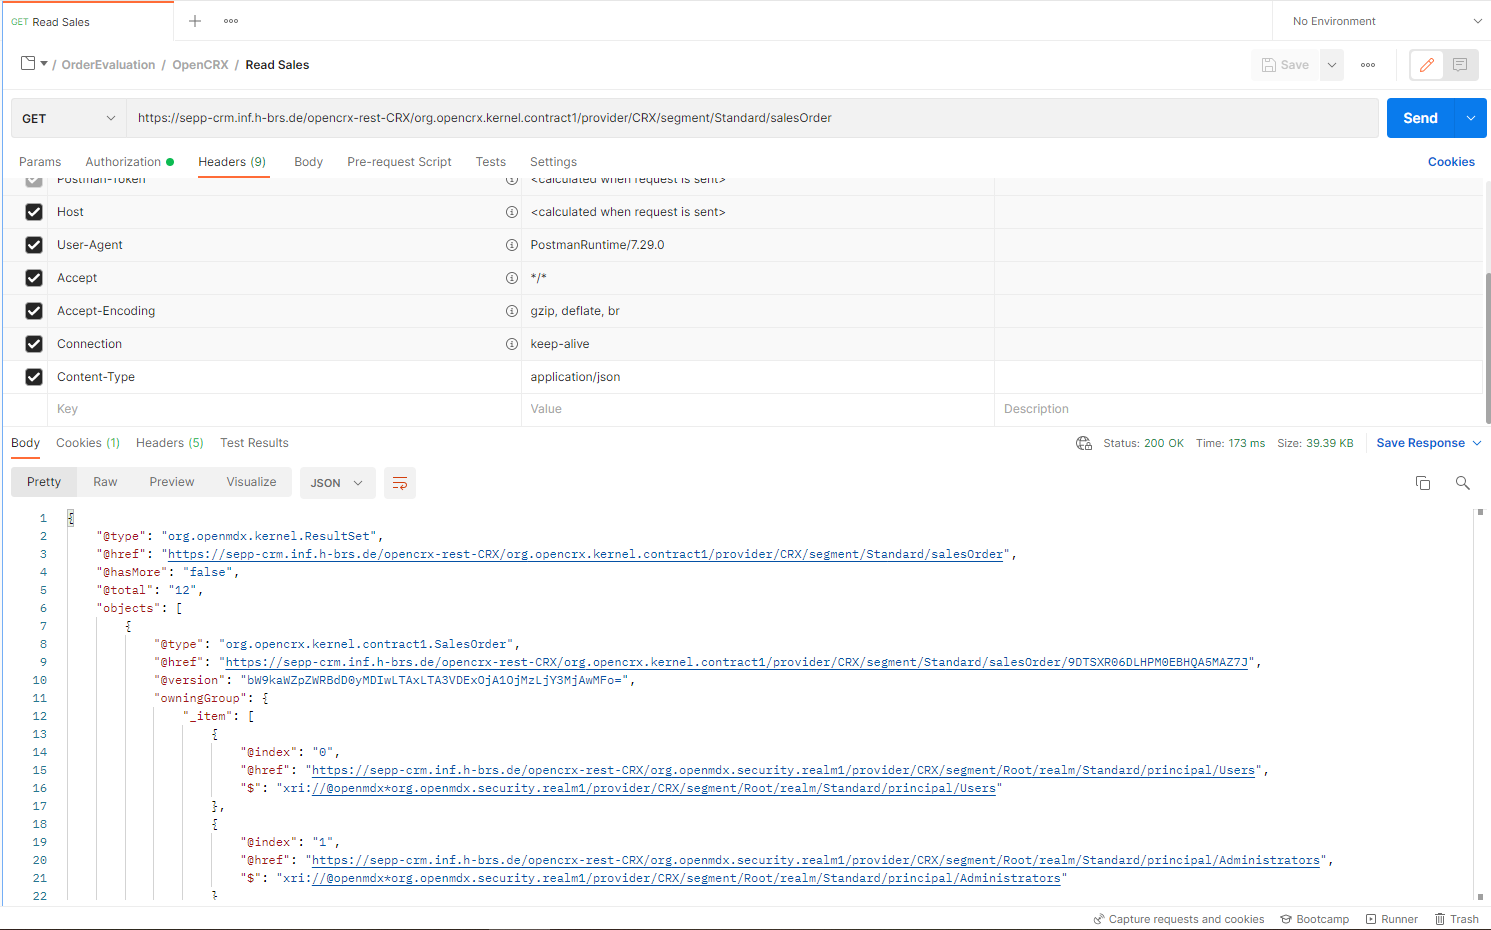 GET Read Sales
No Environment
/ OrderEvaluation / OpenCRX / Read Sales
Save
GET https://sepp-crm.inf.h-brs.de/opencrx-rest-CRX/org.opencrx.kernel.contract1/provider/CRX/segment/Standard/salesOrder Send
Params Authorization Headers (9) Body Pre-request Script Tests Settings Cookies
Postman-Token <calculated when request is sent>
Host <calculated when request is sent>
User-Agent PostmanRuntime/7.29.0
Accept */*
Accept-Encoding gzip, deflate, br
Connection keep-alive
Content-Type application/json
Key Value Description
Body Cookies (1) Headers (5) Test Results Status: 200 OK Time: 173 ms Size: 39.39 KB Save Response
Pretty Raw Preview Visualize JSON
1 {
2 "@type": "org.openmdx.kernel.ResultSet",
3 "@href": "https://sepp-crm.inf.h-brs.de/opencrx-rest-CRX/org.opencrx.kernel.contract1/provider/CRX/segment/Standard/salesOrder",
4 "@hasMore": "false",
5 "@total": "12",
6 "objects": [
7 {
8 "@type": "org.opencrx.kernel.contract1.SalesOrder",
9 "@href": "https://sepp-crm.inf.h-brs.de/opencrx-rest-CRX/org.opencrx.kernel.contract1/provider/CRX/segment/Standard/salesOrder/9DTSXR06DLHPM0EBHQA5MAZ7J",
10 "@version": "bW9kaWZpZWRBdD0yMDIwLTAxLTA3VDExOjA1OjMzLjY3MjAwMFo=",
11 "owningGroup": {
12 "_item": [
13 {
14 "@index": "0",
15 "@href": "https://sepp-crm.inf.h-brs.de/opencrx-rest-CRX/org.openmdx.security.realm1/provider/CRX/segment/Root/realm/Standard/principal/Users",
16 "$": "xri://@openmdx*org.openmdx.security.realm1/provider/CRX/segment/Root/realm/Standard/principal/Users"
17 },
18 {
19 "@index": "1",
20 "@href": "https://sepp-crm.inf.h-brs.de/opencrx-rest-CRX/org.openmdx.security.realm1/provider/CRX/segment/Root/realm/Standard/principal/Administrators",
21 "$": "xri://@openmdx*org.openmdx.security.realm1/provider/CRX/segment/Root/realm/Standard/principal/Administrators"
22 }
Capture requests and cookies Bootcamp Runner Trash